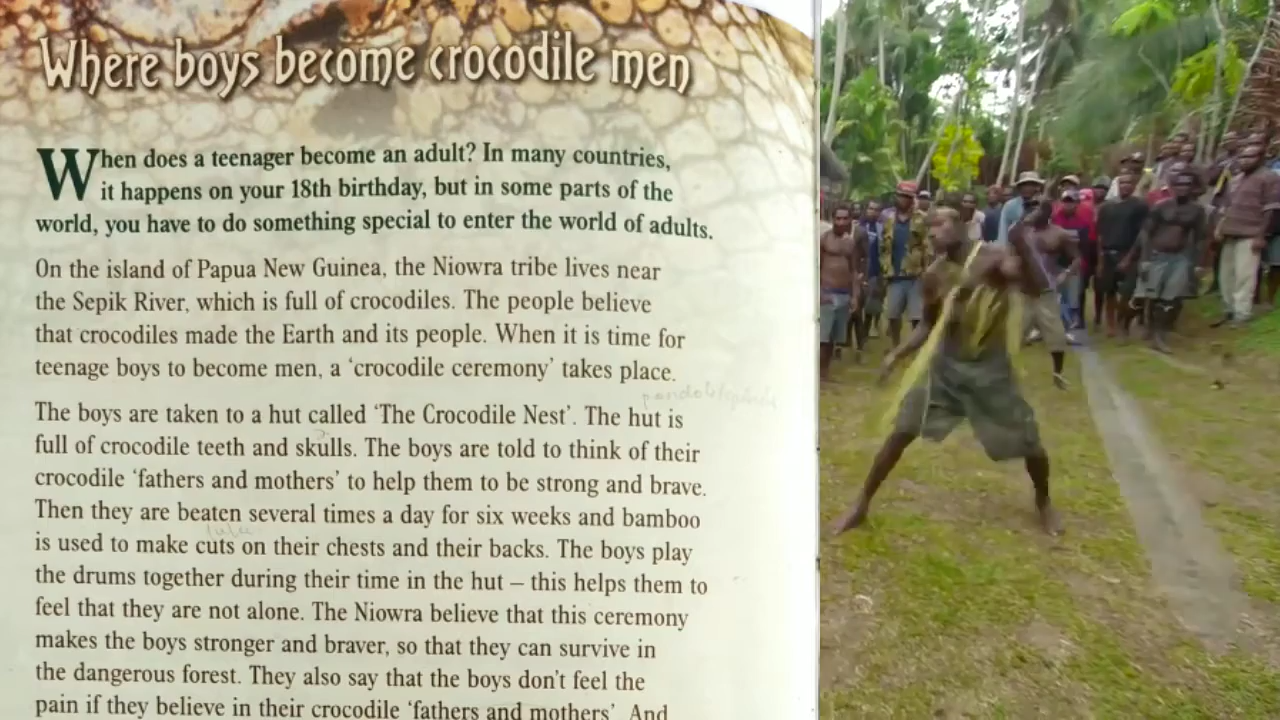 Where boys become crocodile men
When does a teenager become an adult? In many countries,
it happens on your 18th birthday, but in some parts of the
world, you have to do something special to enter the world of adults.
On the island of Papua New Guinea, the Niowra tribe lives near
the Sepik River, which is full of crocodiles. The people believe
that crocodiles made the Earth and its people. When it is time for
teenage boys to become men, a ‘crocodile ceremony’ takes place.
The boys are taken to a hut called ‘The Crocodile Nest’. The hut is
full of crocodile teeth and skulls. The boys are told to think of their
crocodile ‘fathers and mothers’ to help them to be strong and brave.
Then they are beaten several times a day for six weeks and bamboo
is used to make cuts on their chests and their backs. The boys play
the drums together during their time in the hut – this helps them to
feel that they are not alone. The Niowra believe that this ceremony
makes the boys stronger and braver, so that they can survive in
the dangerous forest. They also say that the boys don’t feel the
pain if they believe in their crocodile ‘fathers and mothers’. And